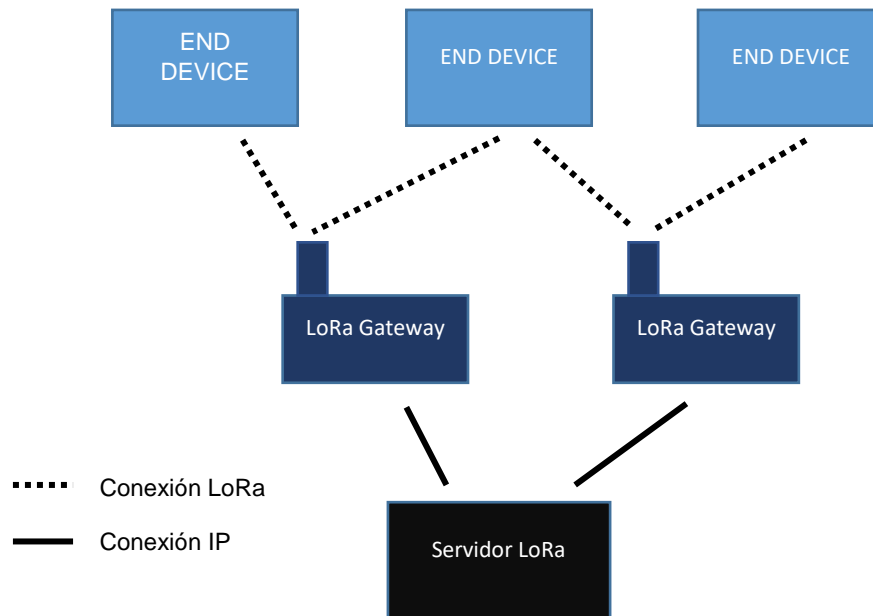 END
DEVICE
END DEVICE
END DEVICE
LoRa Gateway
LoRa Gateway
Conexión LoRa
Conexión IP
Servidor LoRa